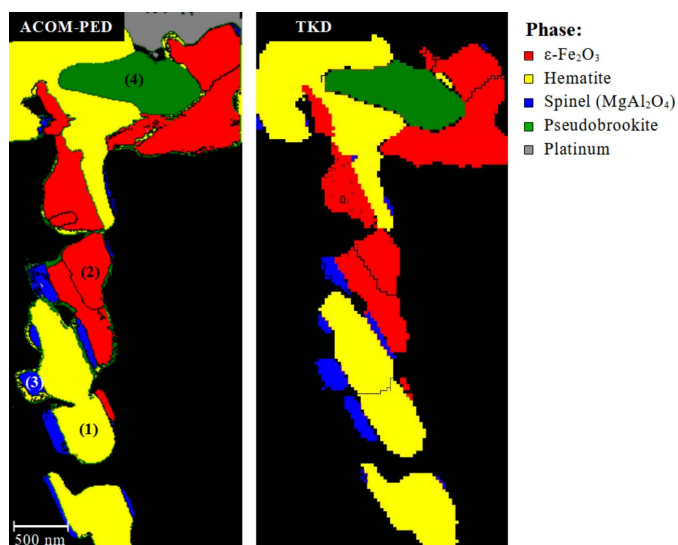 ACOM-PED
TKD
Phase:
ε-Fe₂O₃
Hematite
Spinel (MgAl₂O₄)
Pseudobrookite
Platinum
(4)
(2)
(3)
(1)
500 nm